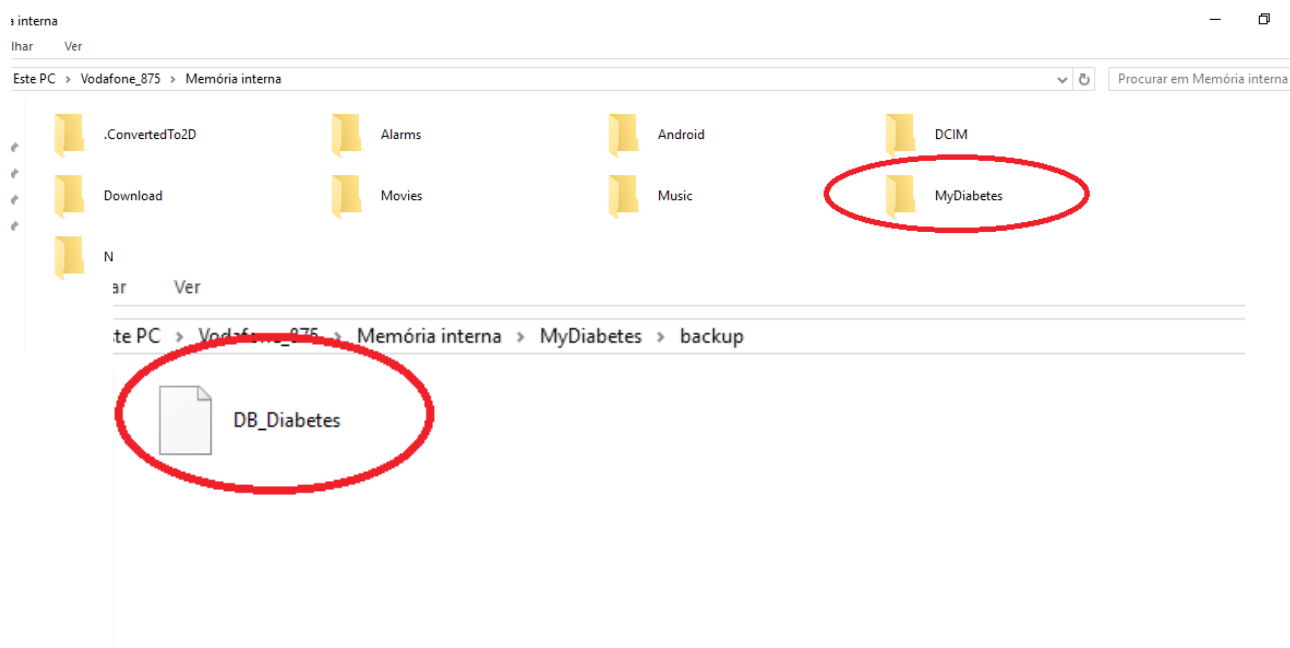 a interna
lhar Ver
Este PC > Vodafone_875 > Memória interna
Procurar em Memória interna
.ConvertedTo2D Alarms Android DCIM
Download Movies Music MyDiabetes
N
ar Ver
ste PC > Vodafone_875 > Memória interna > MyDiabetes > backup
DB_Diabetes